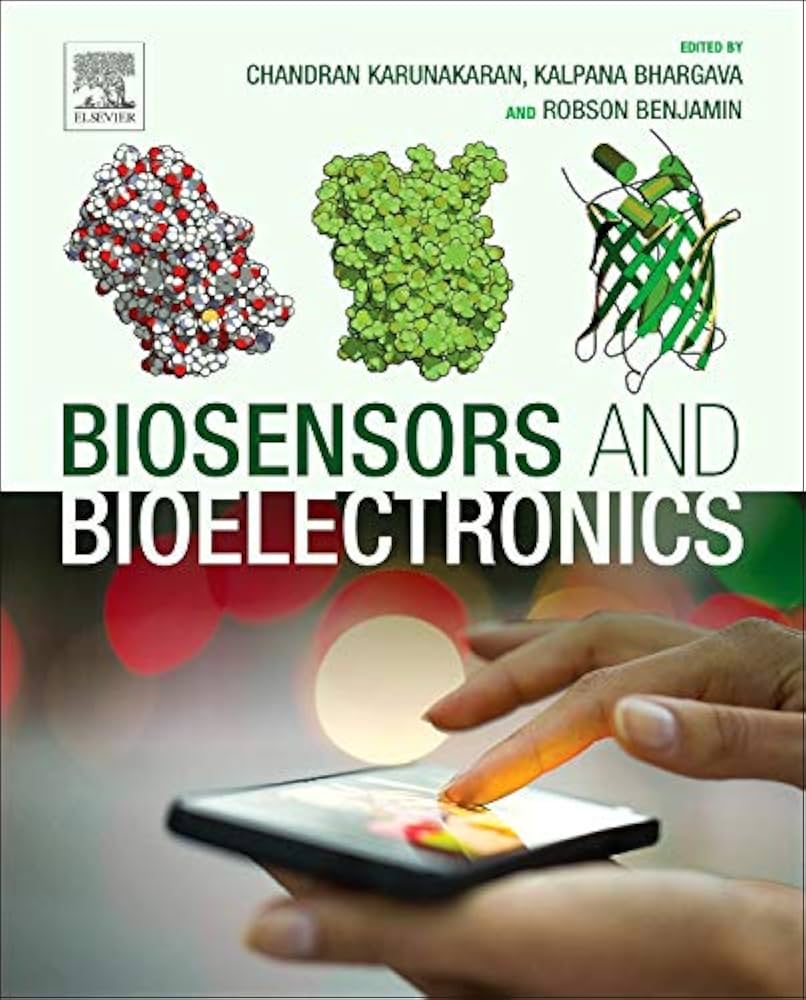 EDITED BY
CHANDRAN KARUNAKARAN, KALPANA BHARGAVA
AND ROBSON BENJAMIN
ELSEVIER
BIOSENSORS AND
BIOELECTRONICS